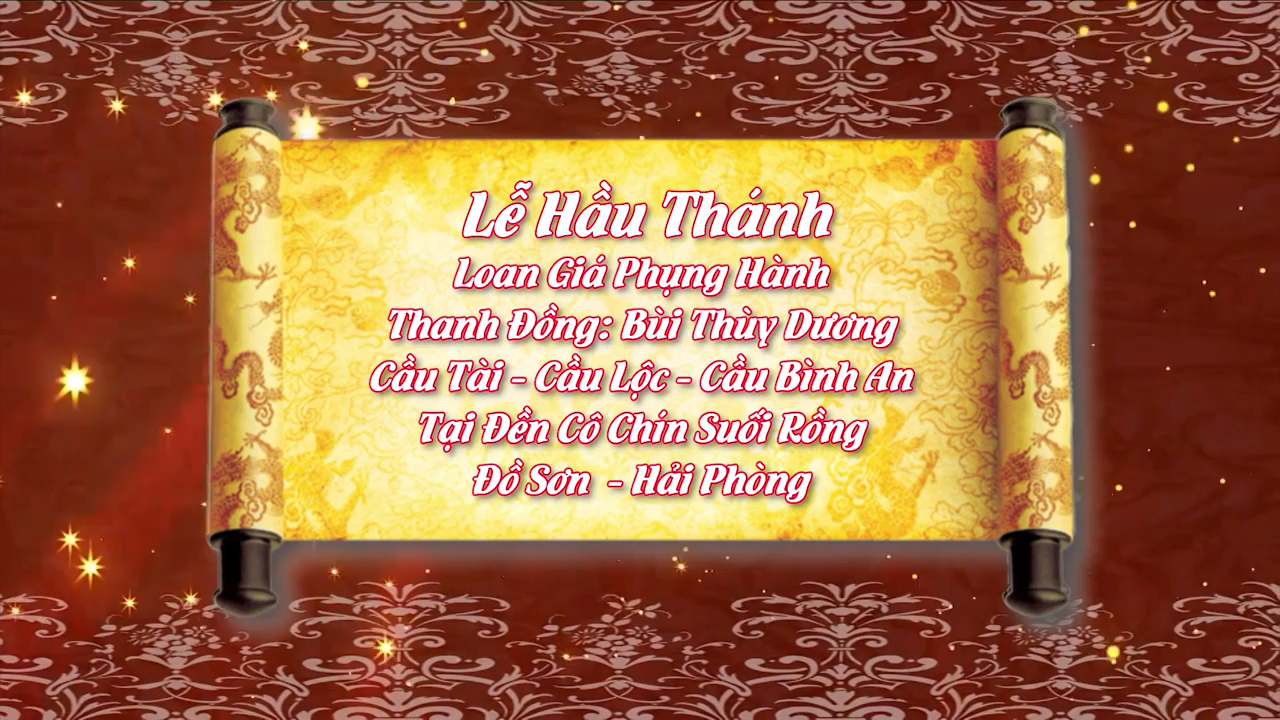 Lễ Hầu Thánh
Loan Giá Phụng Hành
Thanh Đồng: Bùi Thùy Dương
Cầu Tài - Cầu Lộc - Cầu Bình An
Tại Đền Cô Chín Suối Rồng
Đồ Sơn - Hải Phòng